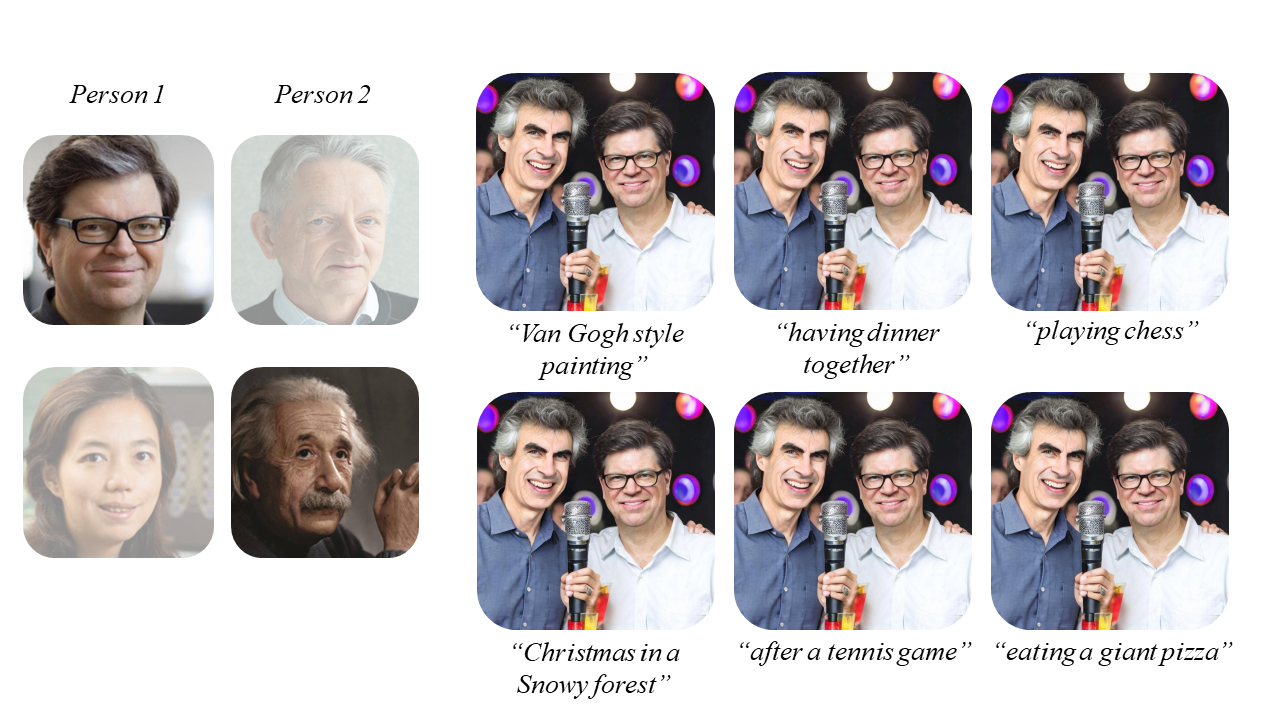 Person 1
Person 2
“Van Gogh style
painting”
“having dinner
together”
“playing chess”
“Christmas in a
Snowy forest”
“after a tennis game”
“eating a giant pizza”